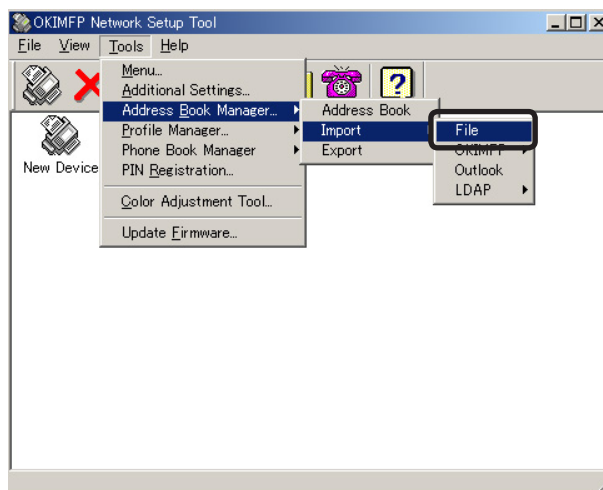 OKIMFP Network Setup Tool
File View Tools Help
Menu...
Additional Settings...
Address Book Manager...
Profile Manager...
Phone Book Manager
PIN Registration...
Color Adjustment Tool...
Update Firmware...
Address Book
Import
Export
File
OKIMFP
Outlook
LDAP
New Device